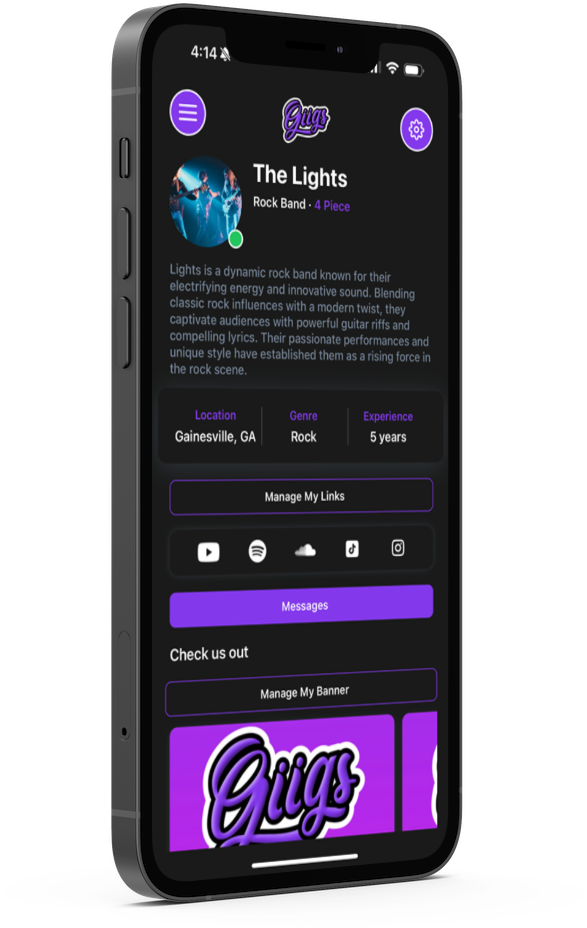 4:14
Giigs
The Lights
Rock Band · 4 Piece
Lights is a dynamic rock band known for their
electrifying energy and innovative sound. Blending
classic rock influences with a modern twist, they
captivate audiences with powerful guitar riffs and
compelling lyrics. Their passionate performances and
unique style have established them as a rising force in
the rock scene.
Location Genre Experience
Gainesville, GA Rock 5 years
Manage My Links
Messages
Check us out
Manage My Banner
Giigs